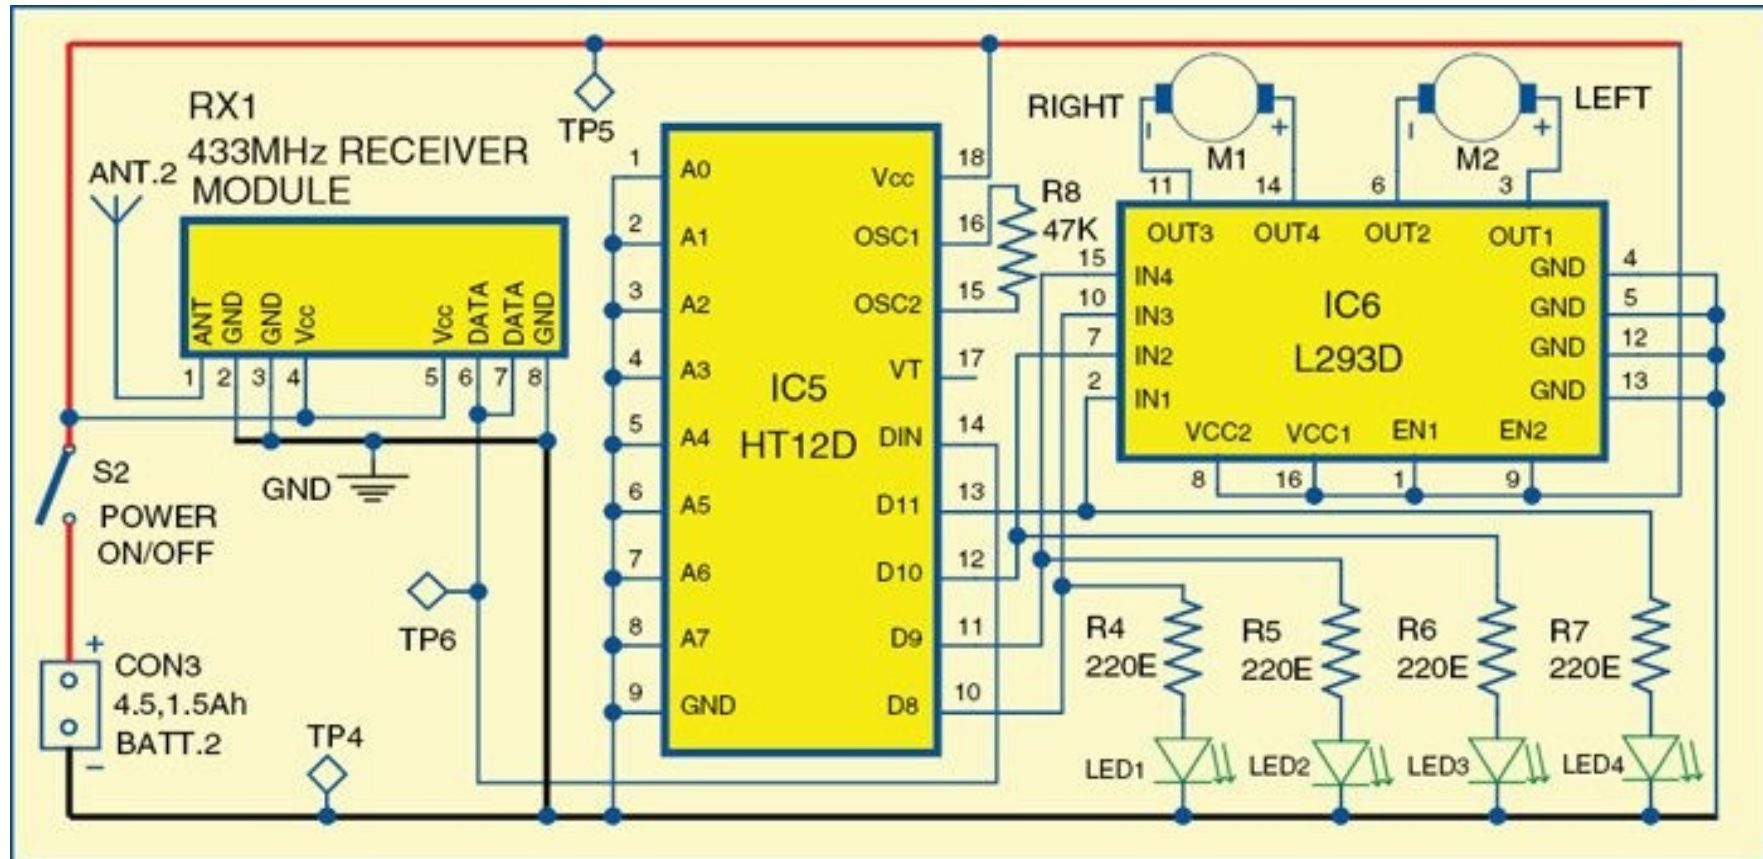 RX1
433MHz RECEIVER
MODULE
ANT.2
ANT
GND
GND
Vcc
Vcc
DATA
DATA
GND
1
2
3
4
5
6
7
8
S2
POWER
ON/OFF
GND
CON3
4.5,1.5Ah
BATT.2
+
−
TP4
TP5
TP6
1
2
3
4
5
6
7
8
9
A0
A1
A2
A3
A4
A5
A6
A7
GND
IC5
HT12D
Vcc
OSC1
OSC2
VT
DIN
D11
D10
D9
D8
18
16
15
17
14
13
12
11
10
R8
47K
RIGHT
−
+
M1
LEFT
−
+
M2
11
14
6
3
OUT3
OUT4
OUT2
OUT1
15
10
7
2
IN4
IN3
IN2
IN1
IC6
L293D
GND
GND
GND
GND
4
5
12
13
VCC2
VCC1
EN1
EN2
8
16
1
9
R4
220E
R5
220E
R6
220E
R7
220E
LED1
LED2
LED3
LED4